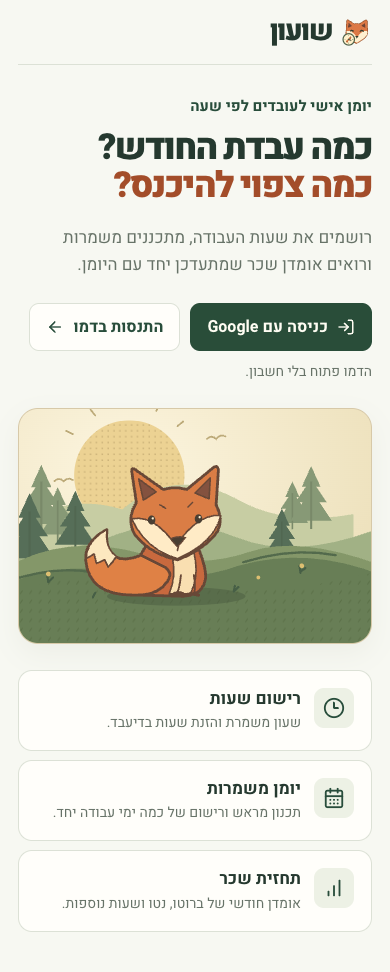 שועון
יומן אישי לעובדים לפי שעה
כמה עבדת החודש?
כמה צפוי להיכנס?
רושמים את שעות העבודה, מתכננים משמרות
ורואים אומדן שכר שמתעדכן יחד עם היומן.
כניסה עם Google
התנסות בדמו
הדמו פתוח בלי חשבון.
רישום שעות
שעון משמרת והזנת שעות בדיעבד.
יומן משמרות
תכנון מראש ורישום של כמה ימי עבודה יחד.
תחזית שכר
אומדן חודשי של ברוטו, נטו ושעות נוספות.